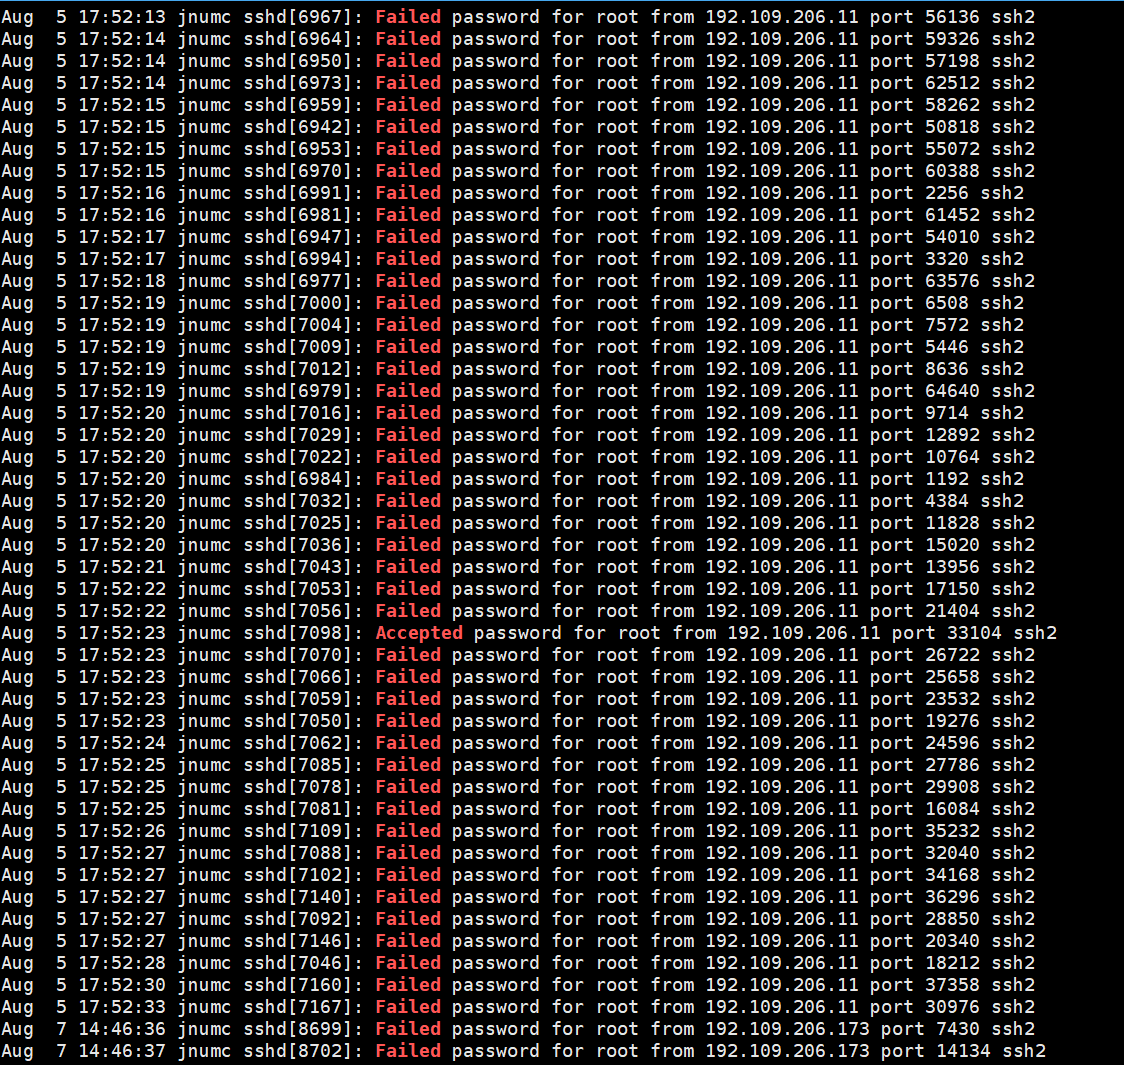 Aug  5 17:52:13 jnumc sshd[6967]: Failed password for root from 192.109.206.11 port 56136 ssh2
Aug  5 17:52:14 jnumc sshd[6964]: Failed password for root from 192.109.206.11 port 59326 ssh2
Aug  5 17:52:14 jnumc sshd[6950]: Failed password for root from 192.109.206.11 port 57198 ssh2
Aug  5 17:52:14 jnumc sshd[6973]: Failed password for root from 192.109.206.11 port 62512 ssh2
Aug  5 17:52:15 jnumc sshd[6959]: Failed password for root from 192.109.206.11 port 58262 ssh2
Aug  5 17:52:15 jnumc sshd[6942]: Failed password for root from 192.109.206.11 port 50818 ssh2
Aug  5 17:52:15 jnumc sshd[6953]: Failed password for root from 192.109.206.11 port 55072 ssh2
Aug  5 17:52:15 jnumc sshd[6970]: Failed password for root from 192.109.206.11 port 60388 ssh2
Aug  5 17:52:16 jnumc sshd[6991]: Failed password for root from 192.109.206.11 port 2256 ssh2
Aug  5 17:52:16 jnumc sshd[6981]: Failed password for root from 192.109.206.11 port 61452 ssh2
Aug  5 17:52:17 jnumc sshd[6947]: Failed password for root from 192.109.206.11 port 54010 ssh2
Aug  5 17:52:17 jnumc sshd[6994]: Failed password for root from 192.109.206.11 port 3320 ssh2
Aug  5 17:52:18 jnumc sshd[6977]: Failed password for root from 192.109.206.11 port 63576 ssh2
Aug  5 17:52:19 jnumc sshd[7000]: Failed password for root from 192.109.206.11 port 6508 ssh2
Aug  5 17:52:19 jnumc sshd[7004]: Failed password for root from 192.109.206.11 port 7572 ssh2
Aug  5 17:52:19 jnumc sshd[7009]: Failed password for root from 192.109.206.11 port 5446 ssh2
Aug  5 17:52:19 jnumc sshd[7012]: Failed password for root from 192.109.206.11 port 8636 ssh2
Aug  5 17:52:19 jnumc sshd[6979]: Failed password for root from 192.109.206.11 port 64640 ssh2
Aug  5 17:52:20 jnumc sshd[7016]: Failed password for root from 192.109.206.11 port 9714 ssh2
Aug  5 17:52:20 jnumc sshd[7029]: Failed password for root from 192.109.206.11 port 12892 ssh2
Aug  5 17:52:20 jnumc sshd[7022]: Failed password for root from 192.109.206.11 port 10764 ssh2
Aug  5 17:52:20 jnumc sshd[6984]: Failed password for root from 192.109.206.11 port 1192 ssh2
Aug  5 17:52:20 jnumc sshd[7032]: Failed password for root from 192.109.206.11 port 4384 ssh2
Aug  5 17:52:20 jnumc sshd[7025]: Failed password for root from 192.109.206.11 port 11828 ssh2
Aug  5 17:52:20 jnumc sshd[7036]: Failed password for root from 192.109.206.11 port 15020 ssh2
Aug  5 17:52:21 jnumc sshd[7043]: Failed password for root from 192.109.206.11 port 13956 ssh2
Aug  5 17:52:22 jnumc sshd[7053]: Failed password for root from 192.109.206.11 port 17150 ssh2
Aug  5 17:52:22 jnumc sshd[7056]: Failed password for root from 192.109.206.11 port 21404 ssh2
Aug  5 17:52:23 jnumc sshd[7098]: Accepted password for root from 192.109.206.11 port 33104 ssh2
Aug  5 17:52:23 jnumc sshd[7070]: Failed password for root from 192.109.206.11 port 26722 ssh2
Aug  5 17:52:23 jnumc sshd[7066]: Failed password for root from 192.109.206.11 port 25658 ssh2
Aug  5 17:52:23 jnumc sshd[7059]: Failed password for root from 192.109.206.11 port 23532 ssh2
Aug  5 17:52:23 jnumc sshd[7050]: Failed password for root from 192.109.206.11 port 19276 ssh2
Aug  5 17:52:24 jnumc sshd[7062]: Failed password for root from 192.109.206.11 port 24596 ssh2
Aug  5 17:52:25 jnumc sshd[7085]: Failed password for root from 192.109.206.11 port 27786 ssh2
Aug  5 17:52:25 jnumc sshd[7078]: Failed password for root from 192.109.206.11 port 29908 ssh2
Aug  5 17:52:25 jnumc sshd[7081]: Failed password for root from 192.109.206.11 port 16084 ssh2
Aug  5 17:52:26 jnumc sshd[7109]: Failed password for root from 192.109.206.11 port 35232 ssh2
Aug  5 17:52:27 jnumc sshd[7088]: Failed password for root from 192.109.206.11 port 32040 ssh2
Aug  5 17:52:27 jnumc sshd[7102]: Failed password for root from 192.109.206.11 port 34168 ssh2
Aug  5 17:52:27 jnumc sshd[7140]: Failed password for root from 192.109.206.11 port 36296 ssh2
Aug  5 17:52:27 jnumc sshd[7092]: Failed password for root from 192.109.206.11 port 28850 ssh2
Aug  5 17:52:27 jnumc sshd[7146]: Failed password for root from 192.109.206.11 port 20340 ssh2
Aug  5 17:52:28 jnumc sshd[7046]: Failed password for root from 192.109.206.11 port 18212 ssh2
Aug  5 17:52:30 jnumc sshd[7160]: Failed password for root from 192.109.206.11 port 37358 ssh2
Aug  5 17:52:33 jnumc sshd[7167]: Failed password for root from 192.109.206.11 port 30976 ssh2
Aug  7 14:46:36 jnumc sshd[8699]: Failed password for root from 192.109.206.173 port 7430 ssh2
Aug  7 14:46:37 jnumc sshd[8702]: Failed password for root from 192.109.206.173 port 14134 ssh2